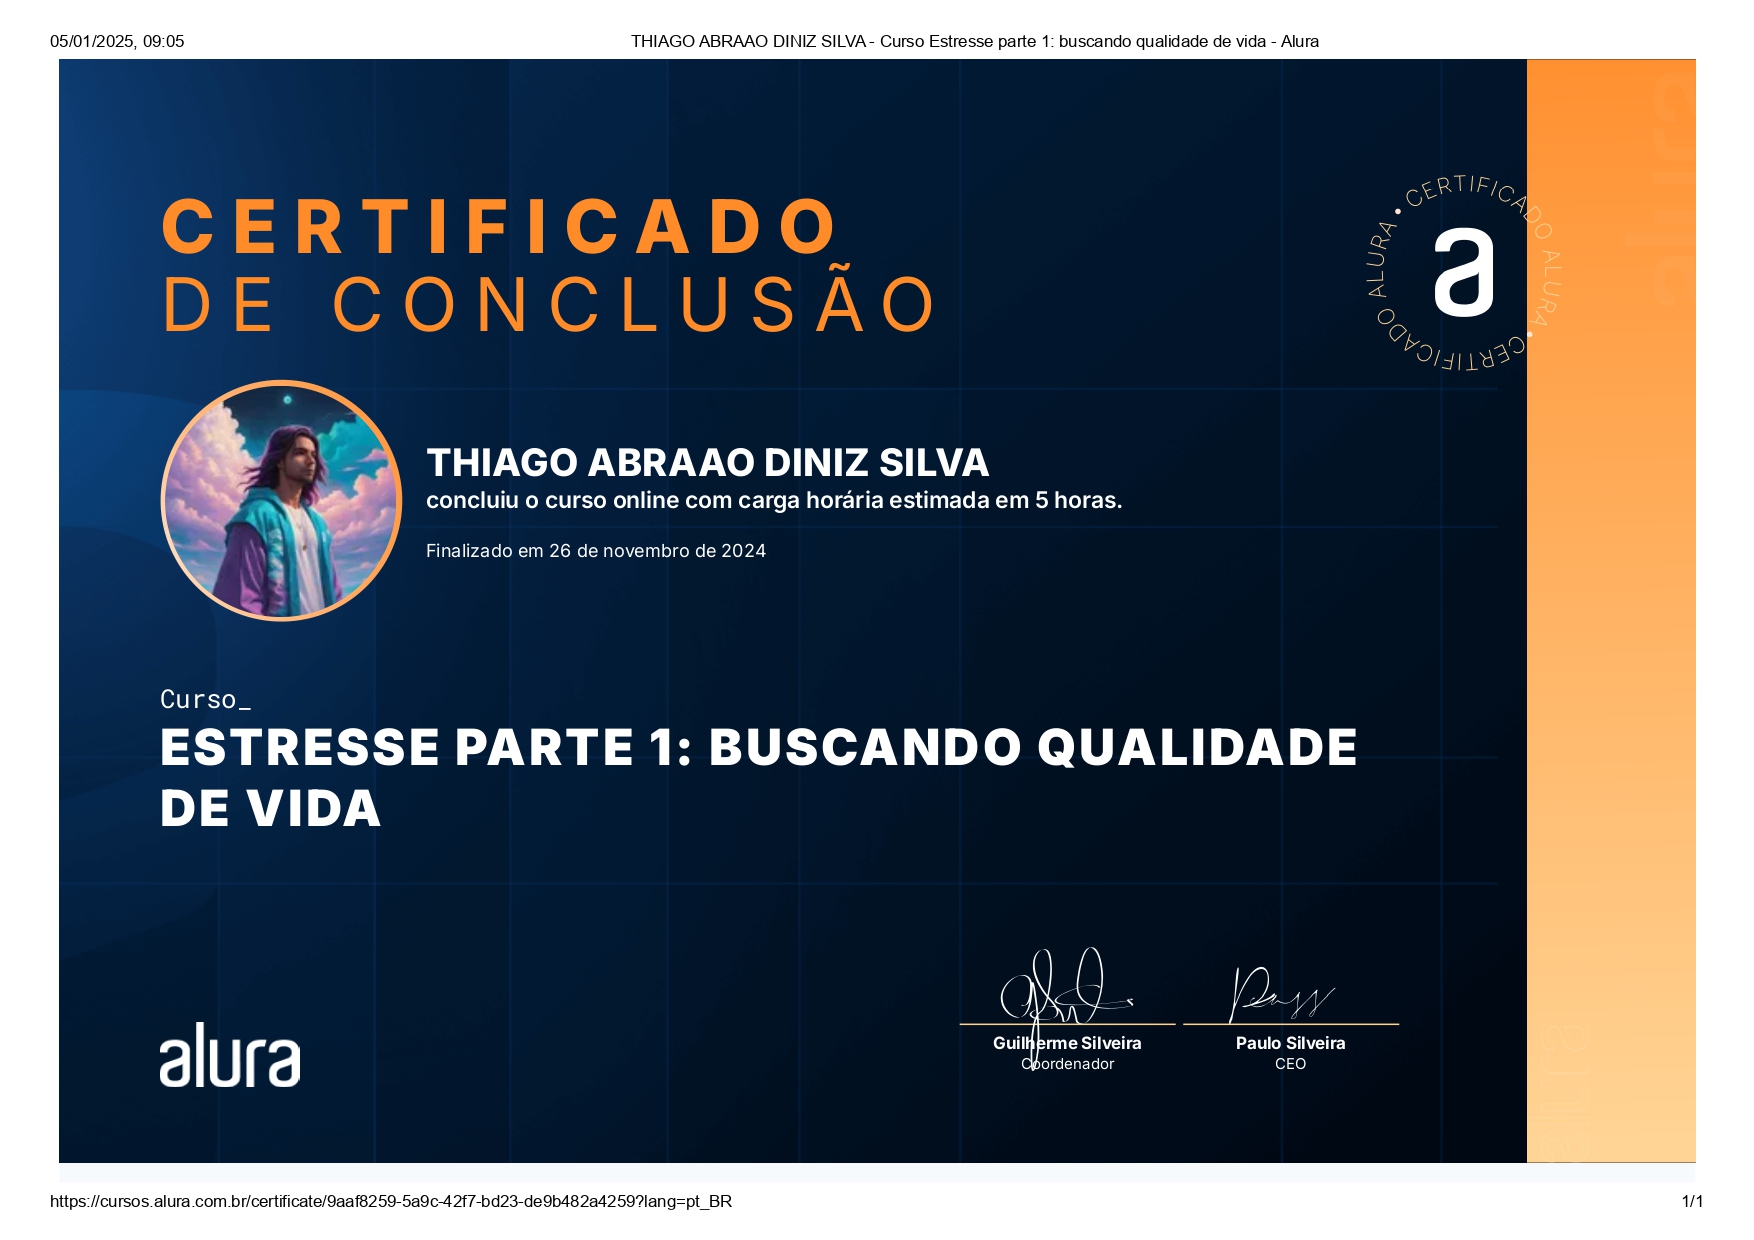 05/01/2025, 09:05
THIAGO ABRAAO DINIZ SILVA - Curso Estresse parte 1: buscando qualidade de vida - Alura
CERTIFICADO
DE CONCLUSÃO
CERTIFICADO ALURA • CERTIFICADO ALURA •
a
THIAGO ABRAAO DINIZ SILVA
concluiu o curso online com carga horária estimada em 5 horas.
Finalizado em 26 de novembro de 2024
Curso_
ESTRESSE PARTE 1: BUSCANDO QUALIDADE
DE VIDA
alura
Guilherme Silveira
Coordenador
Paulo Silveira
CEO
alura
alura
https://cursos.alura.com.br/certificate/9aaf8259-5a9c-42f7-bd23-de9b482a4259?lang=pt_BR
1/1